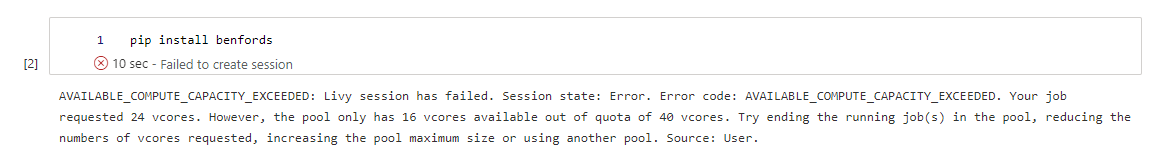 1 pip install benfords
[2] 10 sec - Failed to create session
AVAILABLE_COMPUTE_CAPACITY_EXCEEDED: Livy session has failed. Session state: Error. Error code: AVAILABLE_COMPUTE_CAPACITY_EXCEEDED. Your job
requested 24 vcores. However, the pool only has 16 vcores available out of quota of 40 vcores. Try ending the running job(s) in the pool, reducing the
numbers of vcores requested, increasing the pool maximum size or using another pool. Source: User.